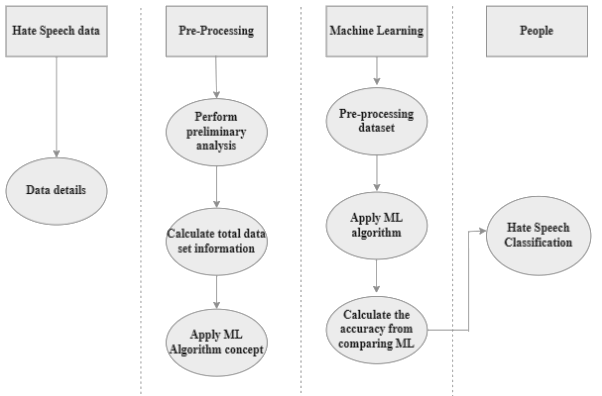 Hate Speech data
Data details
Pre-Processing
Perform
preliminary
analysis
Calculate total data
set information
Apply ML
Algorithm concept
Machine Learning
Pre-processing
dataset
Apply ML
algorithm
Calculate the
accuracy from
comparing ML
People
Hate Speech
Classification